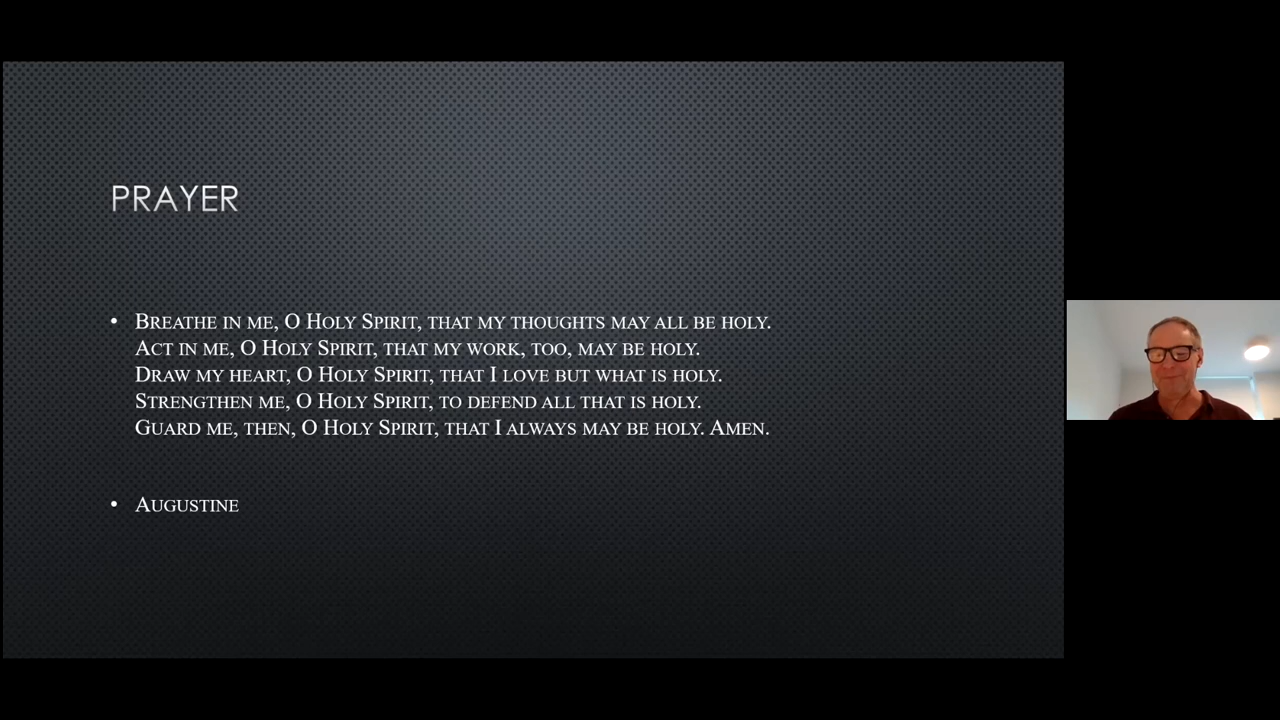 PRAYER
• Breathe in me, O Holy Spirit, that my thoughts may all be holy.
Act in me, O Holy Spirit, that my work, too, may be holy.
Draw my heart, O Holy Spirit, that I love but what is holy.
Strengthen me, O Holy Spirit, to defend all that is holy.
Guard me, then, O Holy Spirit, that I always may be holy. Amen.
• Augustine